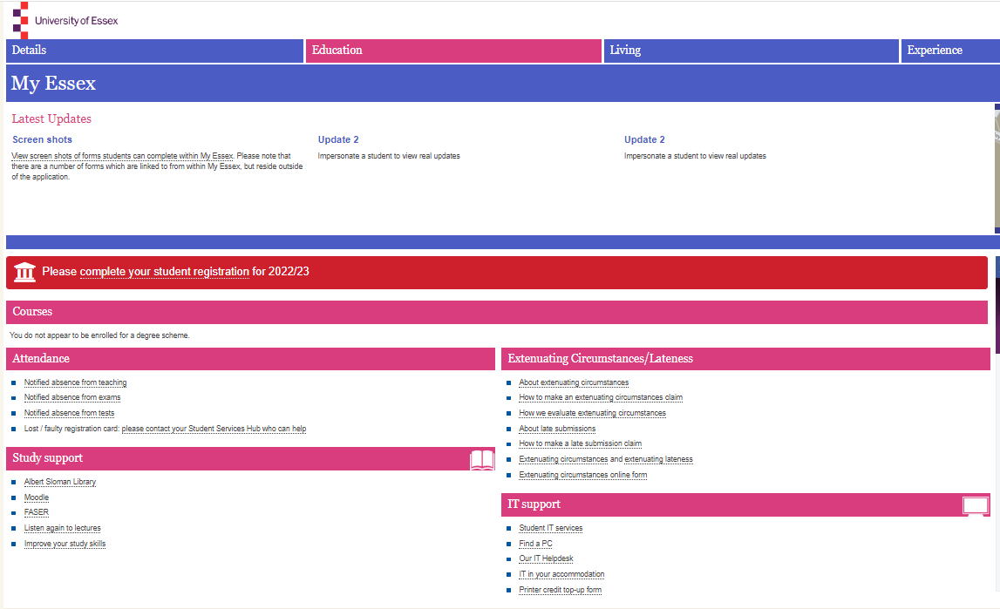 University of Essex
Details
Education
Living
Experience
My Essex
Latest Updates
Screen shots
View screen shots of forms students can complete within My Essex. Please note that
there are a number of forms which are linked to from within My Essex, but reside outside
of the application.
Update 2
Impersonate a student to view real updates
Update 2
Impersonate a student to view real updates
Please complete your student registration for 2022/23
Courses
You do not appear to be enrolled for a degree scheme.
Attendance
Notified absence from teaching
Notified absence from exams
Notified absence from tests
Lost / faulty registration card: please contact your Student Services Hub who can help
Study support
Albert Sloman Library
Moodle
FASER
Listen again to lectures
Improve your study skills
Extenuating Circumstances/Lateness
About extenuating circumstances
How to make an extenuating circumstances claim
How we evaluate extenuating circumstances
About late submissions
How to make a late submission claim
Extenuating circumstances and extenuating lateness
Extenuating circumstances online form
IT support
Student IT services
Find a PC
Our IT Helpdesk
IT in your accommodation
Printer credit top-up form